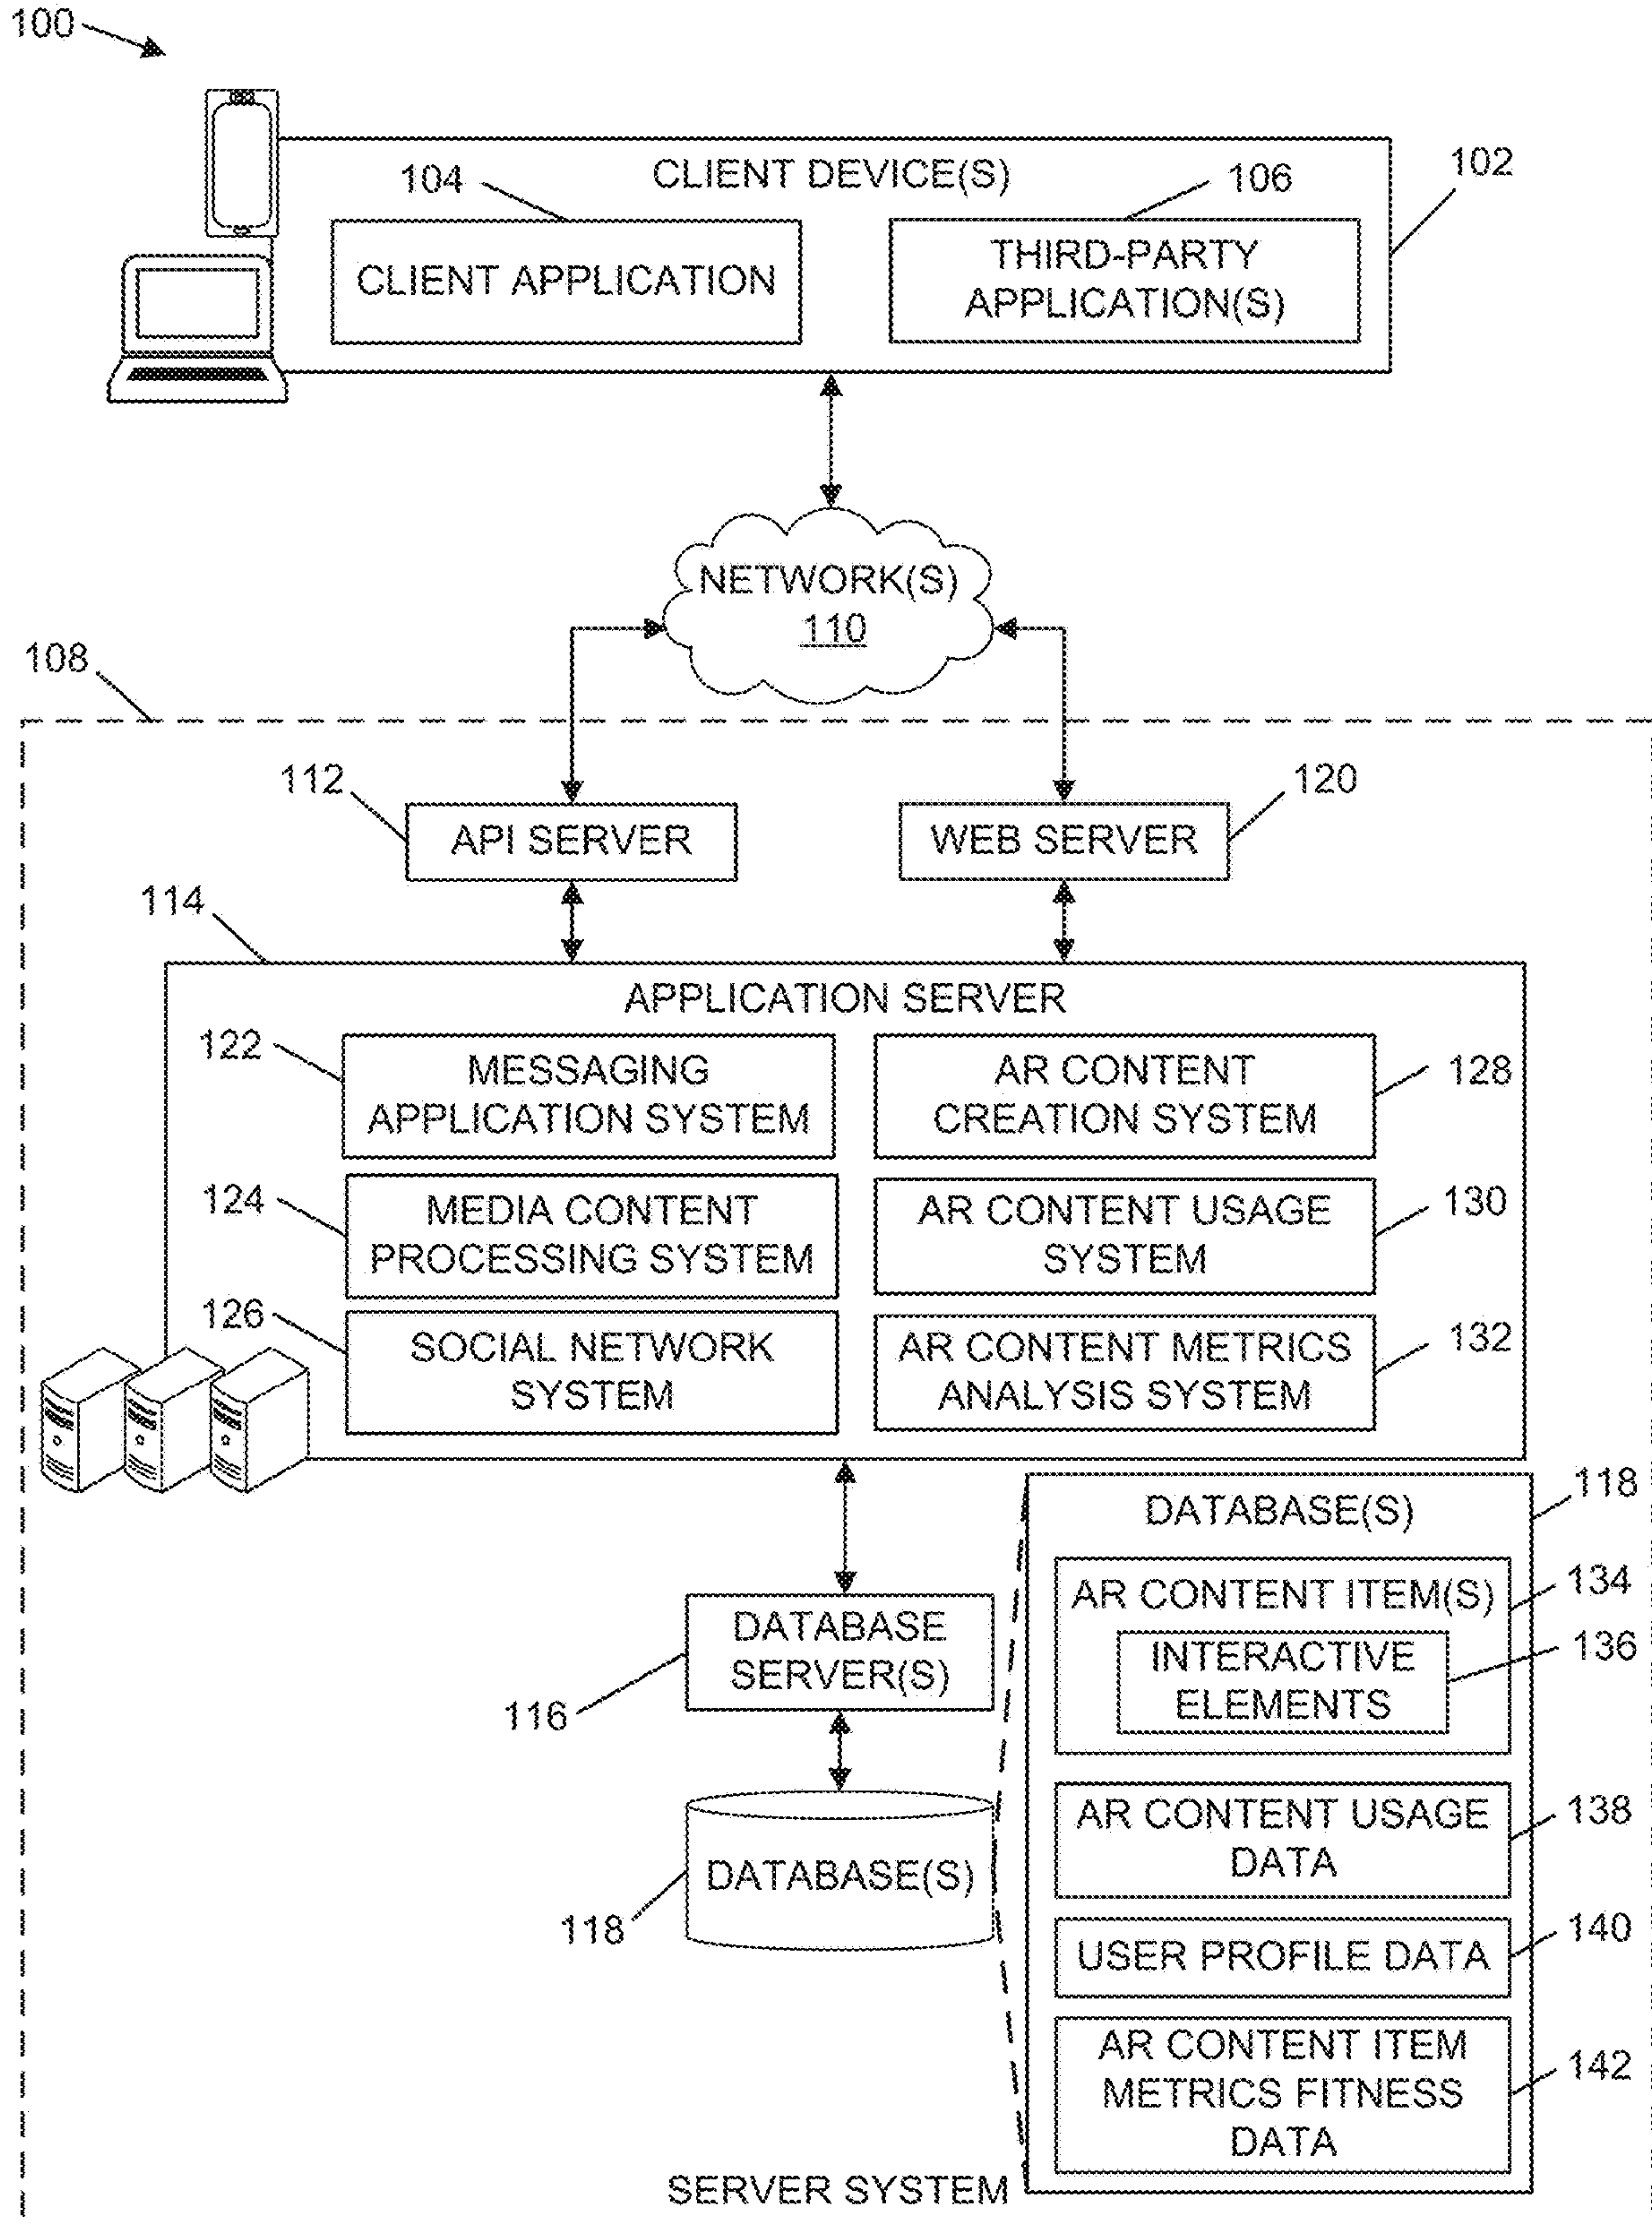 100
CLIENT DEVICE(S)
102
104
106
CLIENT APPLICATION
THIRD-PARTY
APPLICATION(S)
NETWORK(S)
110
108
112
120
API SERVER
WEB SERVER
114
APPLICATION SERVER
122
MESSAGING
APPLICATION SYSTEM
AR CONTENT
CREATION SYSTEM
128
124
MEDIA CONTENT
PROCESSING SYSTEM
AR CONTENT USAGE
SYSTEM
130
126
SOCIAL NETWORK
SYSTEM
AR CONTENT METRICS
ANALYSIS SYSTEM
132
DATABASE(S)
118
AR CONTENT ITEM(S)
134
INTERACTIVE
ELEMENTS
136
DATABASE
SERVER(S)
116
AR CONTENT USAGE
DATA
138
DATABASE(S)
118
USER PROFILE DATA
140
AR CONTENT ITEM
METRICS FITNESS
DATA
142
SERVER SYSTEM